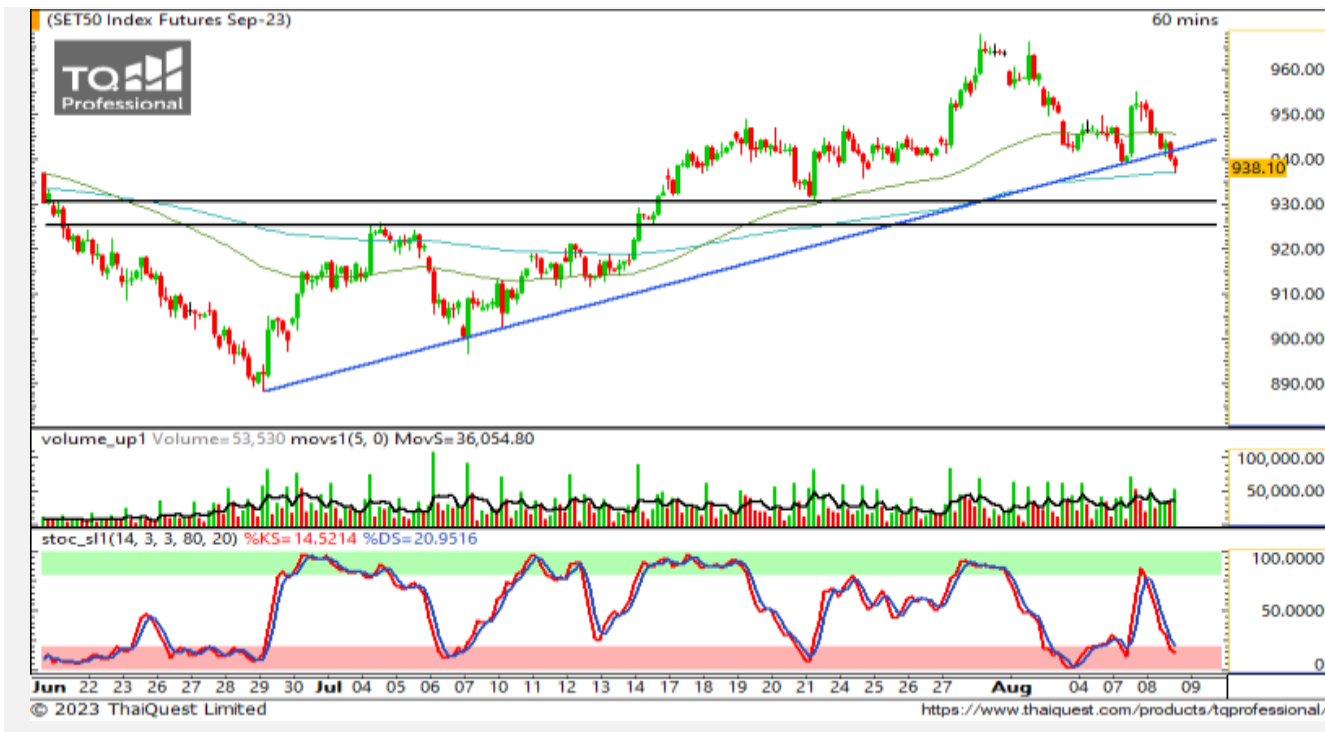 (SET50 Index Futures Sep-23) 60 mins
TQ
Professional
960.00
950.00
940.00
938.10
930.00
920.00
910.00
900.00
890.00
volume_up1 Volume=53,530 movs1(5, 0) MovS=36,054.80
100,000.00
50,000.00
stoc_sl1(14, 3, 3, 80, 20) %KS=14.5214 %DS=20.9516
100.0000
50.0000
0
Jun 22 23 26 27 28 29 30 Jul 04 05 06 07 10 11 12 13 14 17 18 19 20 21 24 25 26 27 Aug 04 07 08 09
© 2023 ThaiQuest Limited https://www.thaiquest.com/products/tqprofessional/